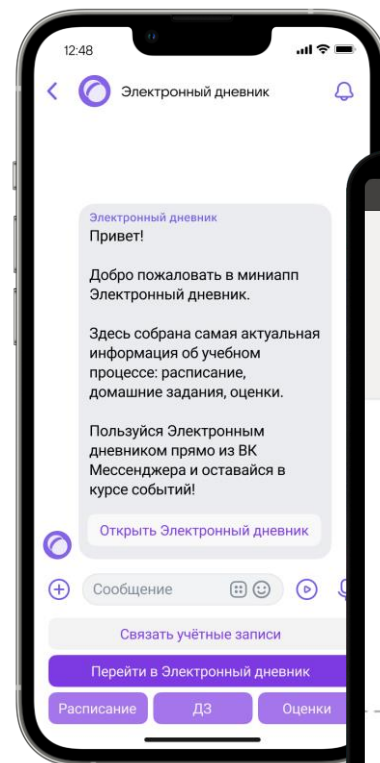 12:48
Электронный дневник
Электронный дневник
Привет!
Добро пожаловать в миниапп
Электронный дневник.
Здесь собрана самая актуальная
информация об учебном
процессе: расписание,
домашние задания, оценки.
Пользуйся Электронным
дневником прямо из ВК
Мессенджера и оставайся в
курсе событий!
Открыть Электронный дневник
Сообщение
Связать учётные записи
Перейти в Электронный дневник
Расписание ДЗ Оценки